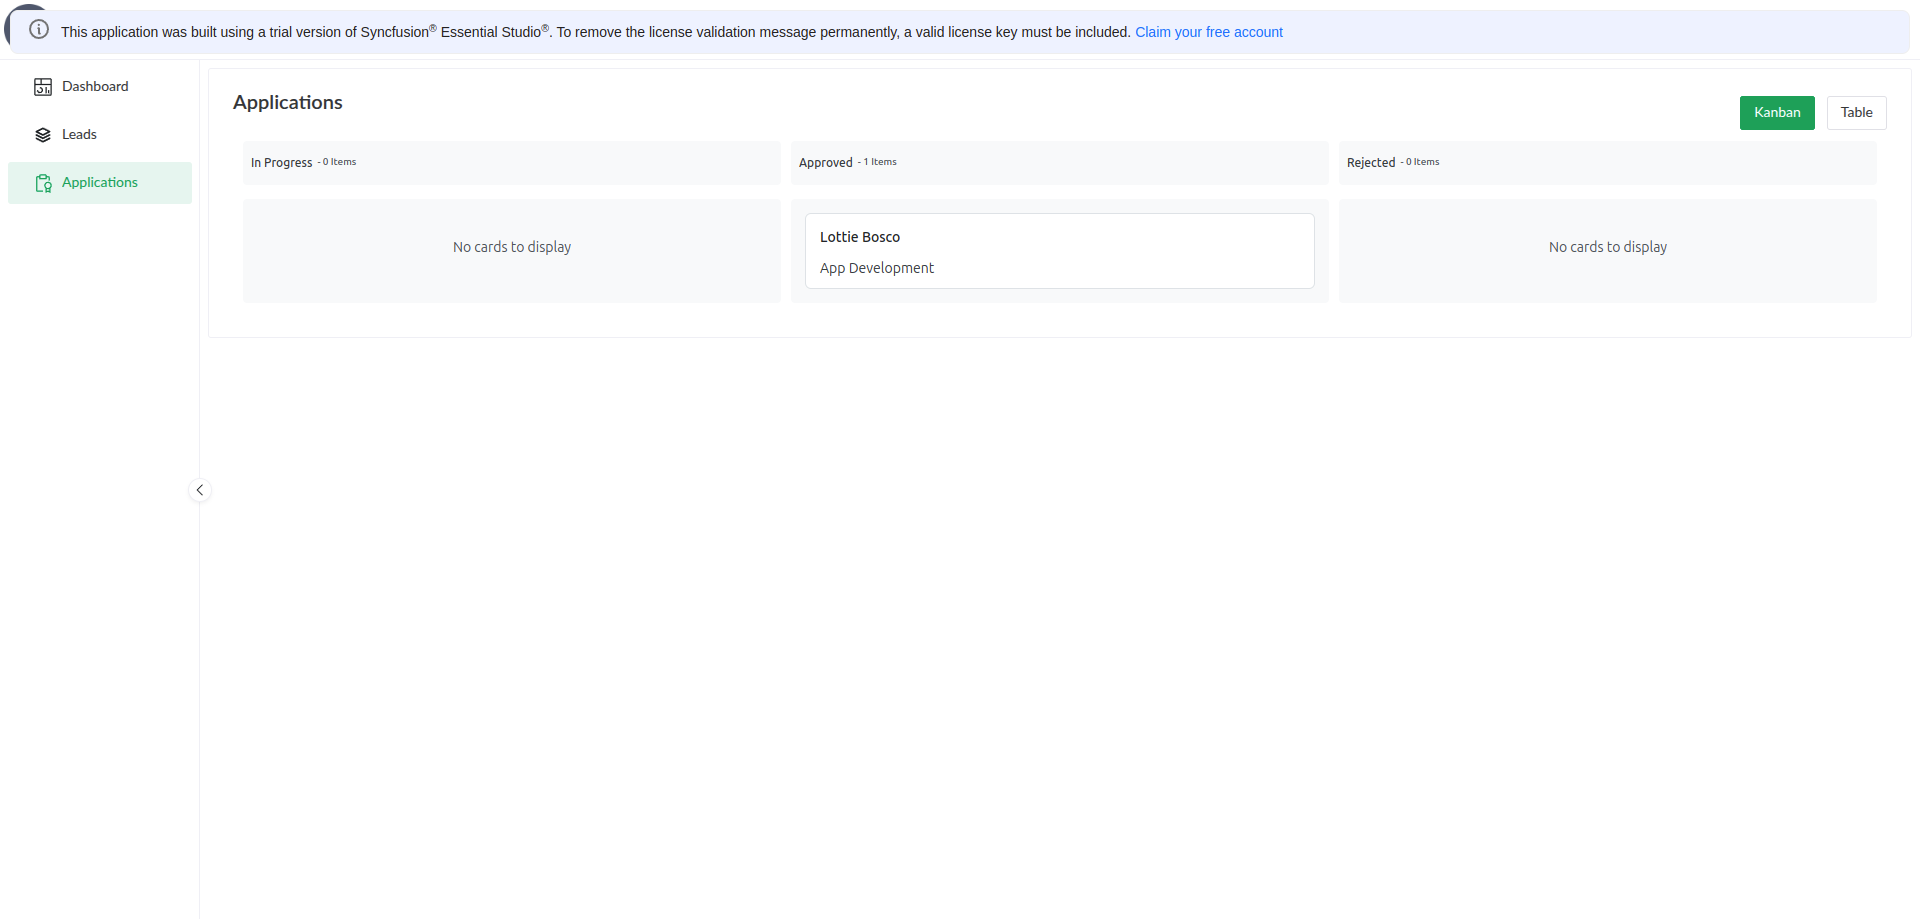 This application was built using a trial version of Syncfusion® Essential Studio®. To remove the license validation message permanently, a valid license key must be included. Claim your free account
Dashboard
Leads
Applications
Applications
Kanban
Table
In Progress - 0 Items
Approved - 1 Items
Rejected - 0 Items
No cards to display
Lottie Bosco
App Development
No cards to display